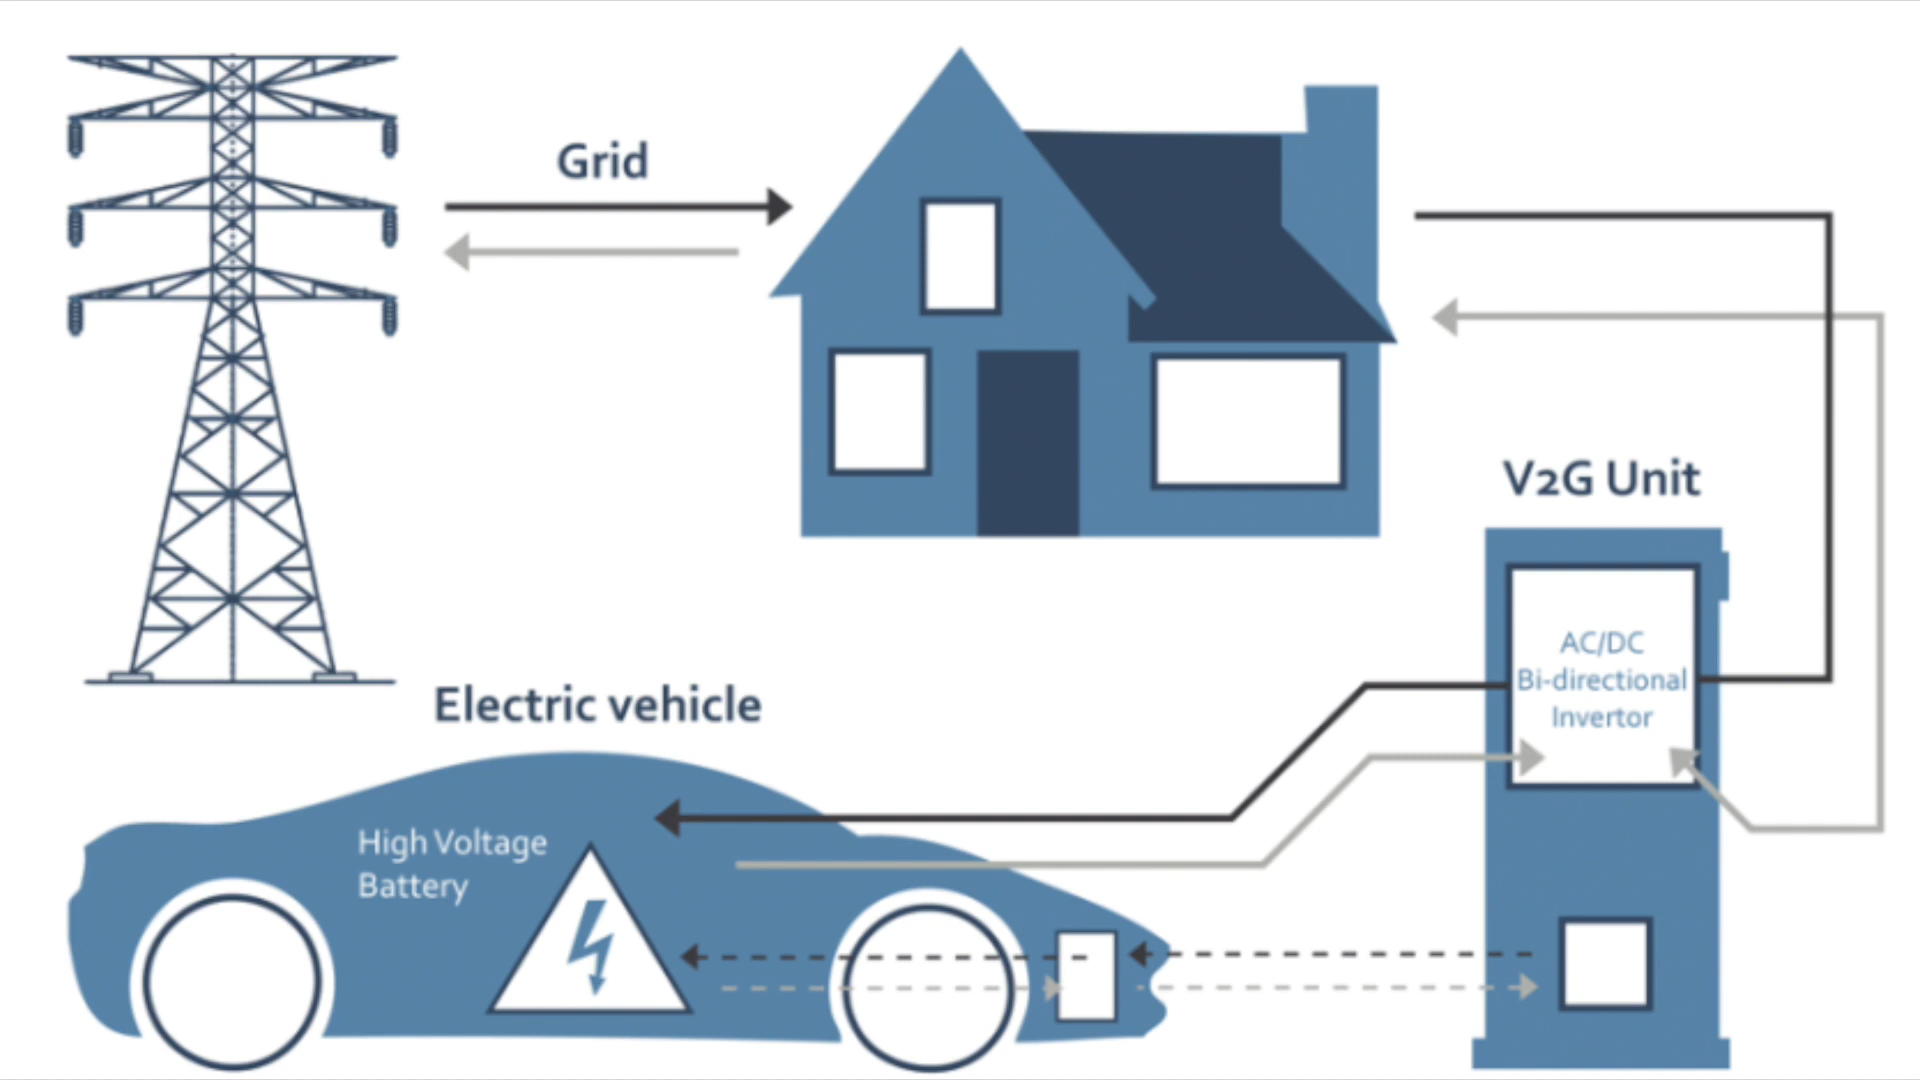 Grid
V2G Unit
AC/DC
Bi-directional
Invertor
Electric vehicle
High Voltage
Battery